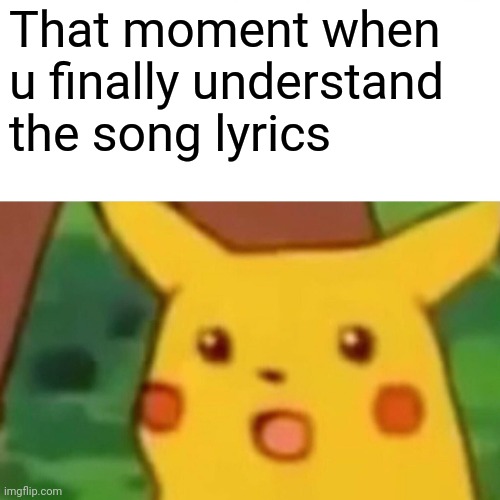 That moment when
u finally understand
the song lyrics
imgflip.com